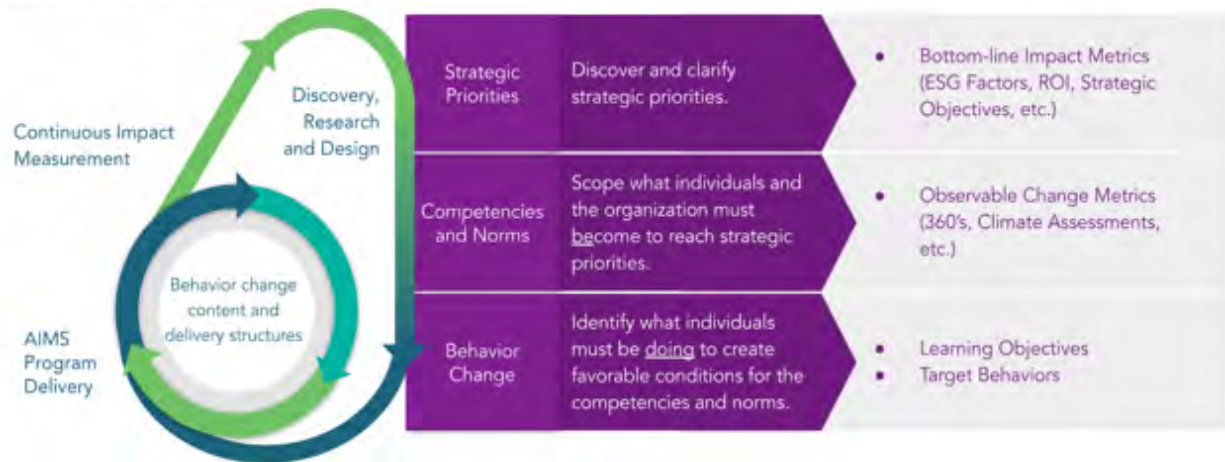 Continuous Impact
Measurement
Discovery,
Research
and Design
Behavior change
content and
delivery structures
AIMS
Program
Delivery
Strategic
Priorities
Discover and clarify
strategic priorities.
● Bottom-line Impact Metrics
(ESG Factors, ROI, Strategic
Objectives, etc.)
Competencies
and Norms
Scope what individuals and
the organization must
become to reach strategic
priorities.
● Observable Change Metrics
(360's, Climate Assessments,
etc.)
Behavior
Change
Identify what individuals
must be doing to create
favorable conditions for the
competencies and norms.
● Learning Objectives
● Target Behaviors